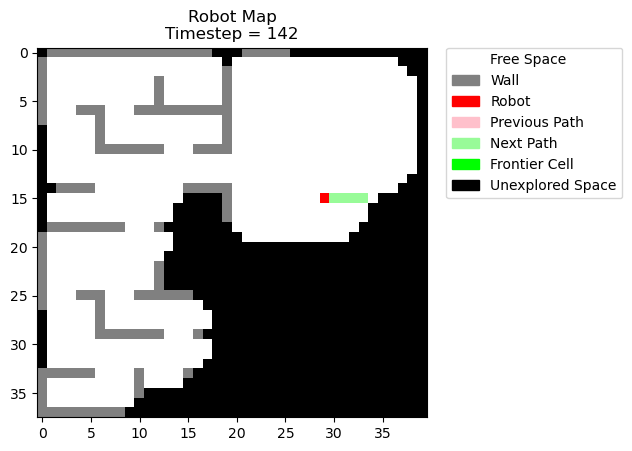 Robot Map
Timestep = 142
0
5
10
15
20
25
30
35
0
5
10
15
20
25
30
35
Free Space
Wall
Robot
Previous Path
Next Path
Frontier Cell
Unexplored Space